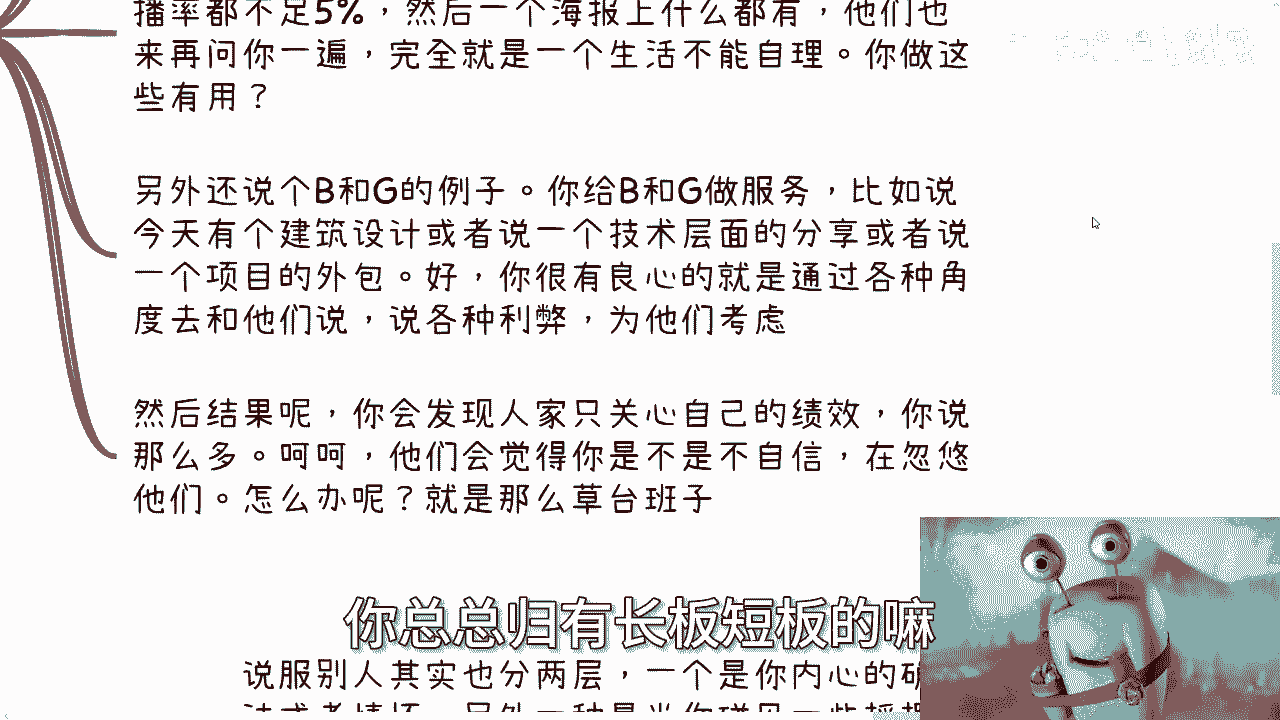 播率都不足5%，然后一个海报上什么都有，他们也
来再问你一遍，完全就是一个生活不能自理。你做这
些有用？
另外还说个B和G的例子。你给B和G做服务，比如说
今天有个建筑设计或者说一个技术层面的分享或者说
一个项目的外包。好，你很有良心的就是通过各种角
度去和他们说，说各种利弊，为他们考虑
然后结果呢，你会发现人家只关心自己的绩效，你说
那么多。呵呵，他们会觉得你是不是不自信，在忽悠
他们。怎么办呢？就是那么草台班子
你总总归有长板短板的嘛
说服别人其实也分两层，一个是你内心的